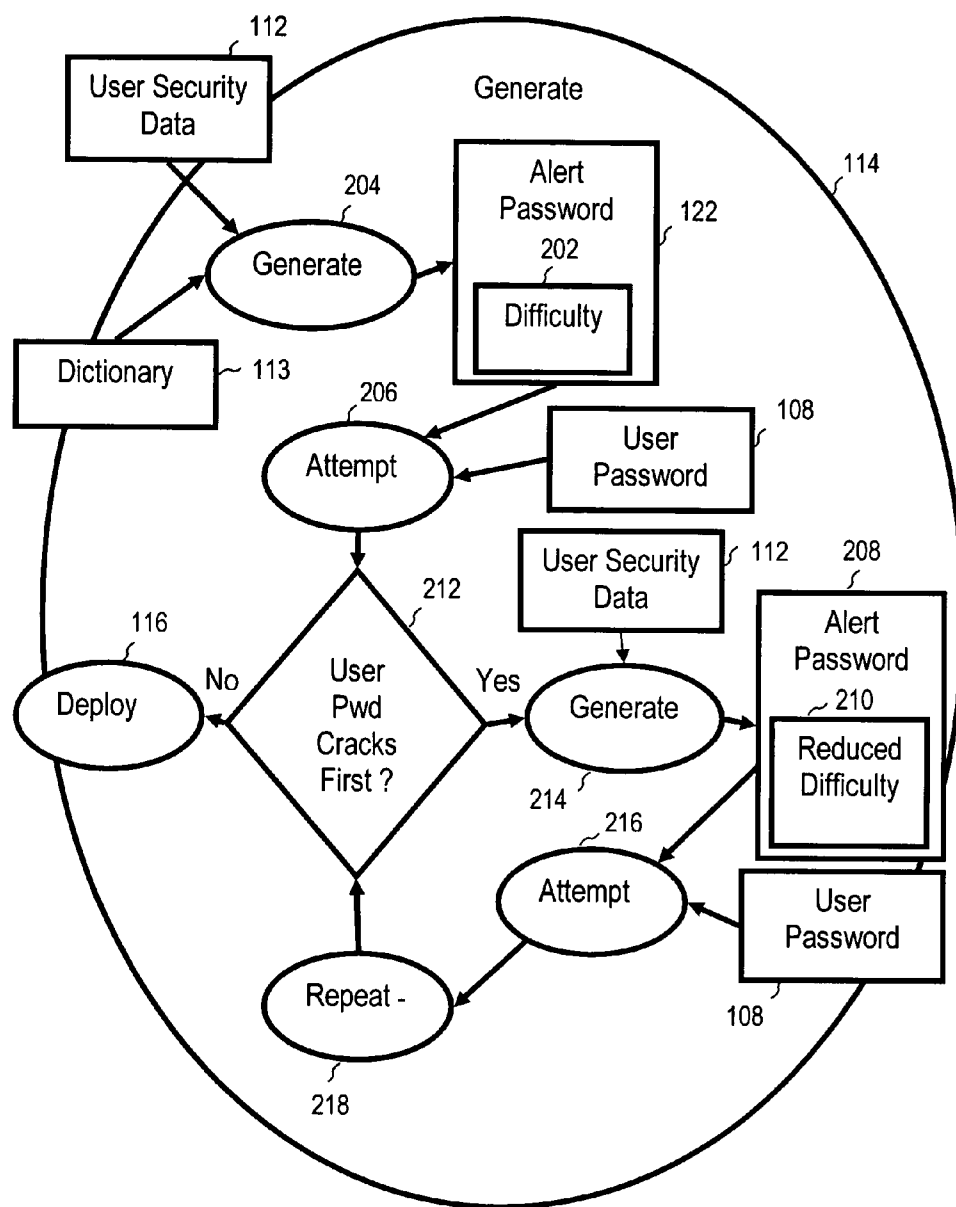 112
User Security
Data
Generate
114
204
Generate
Alert
Password
122
202
Difficulty
Dictionary
113
206
Attempt
108
User
Password
112
User Security
Data
208
Alert
Password
210
Reduced
Difficulty
212
User
Pwd
Cracks
First ?
116
Deploy
No
Yes
Generate
214
216
Attempt
User
Password
108
Repeat -
218